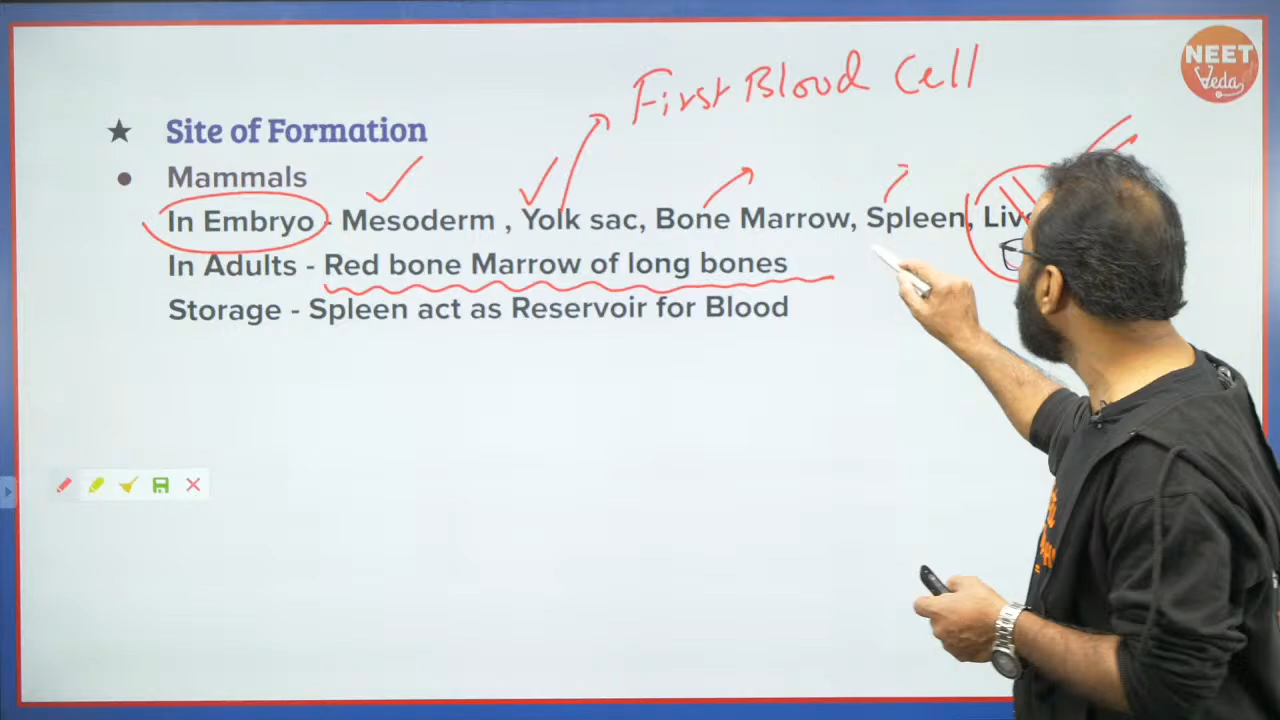 NEET
Veda
First Blood Cell
★ Site of Formation
● Mammals
In Embryo - Mesoderm , Yolk sac, Bone Marrow, Spleen,
In Adults - Red bone Marrow of long bones
Storage - Spleen act as Reservoir for Blood